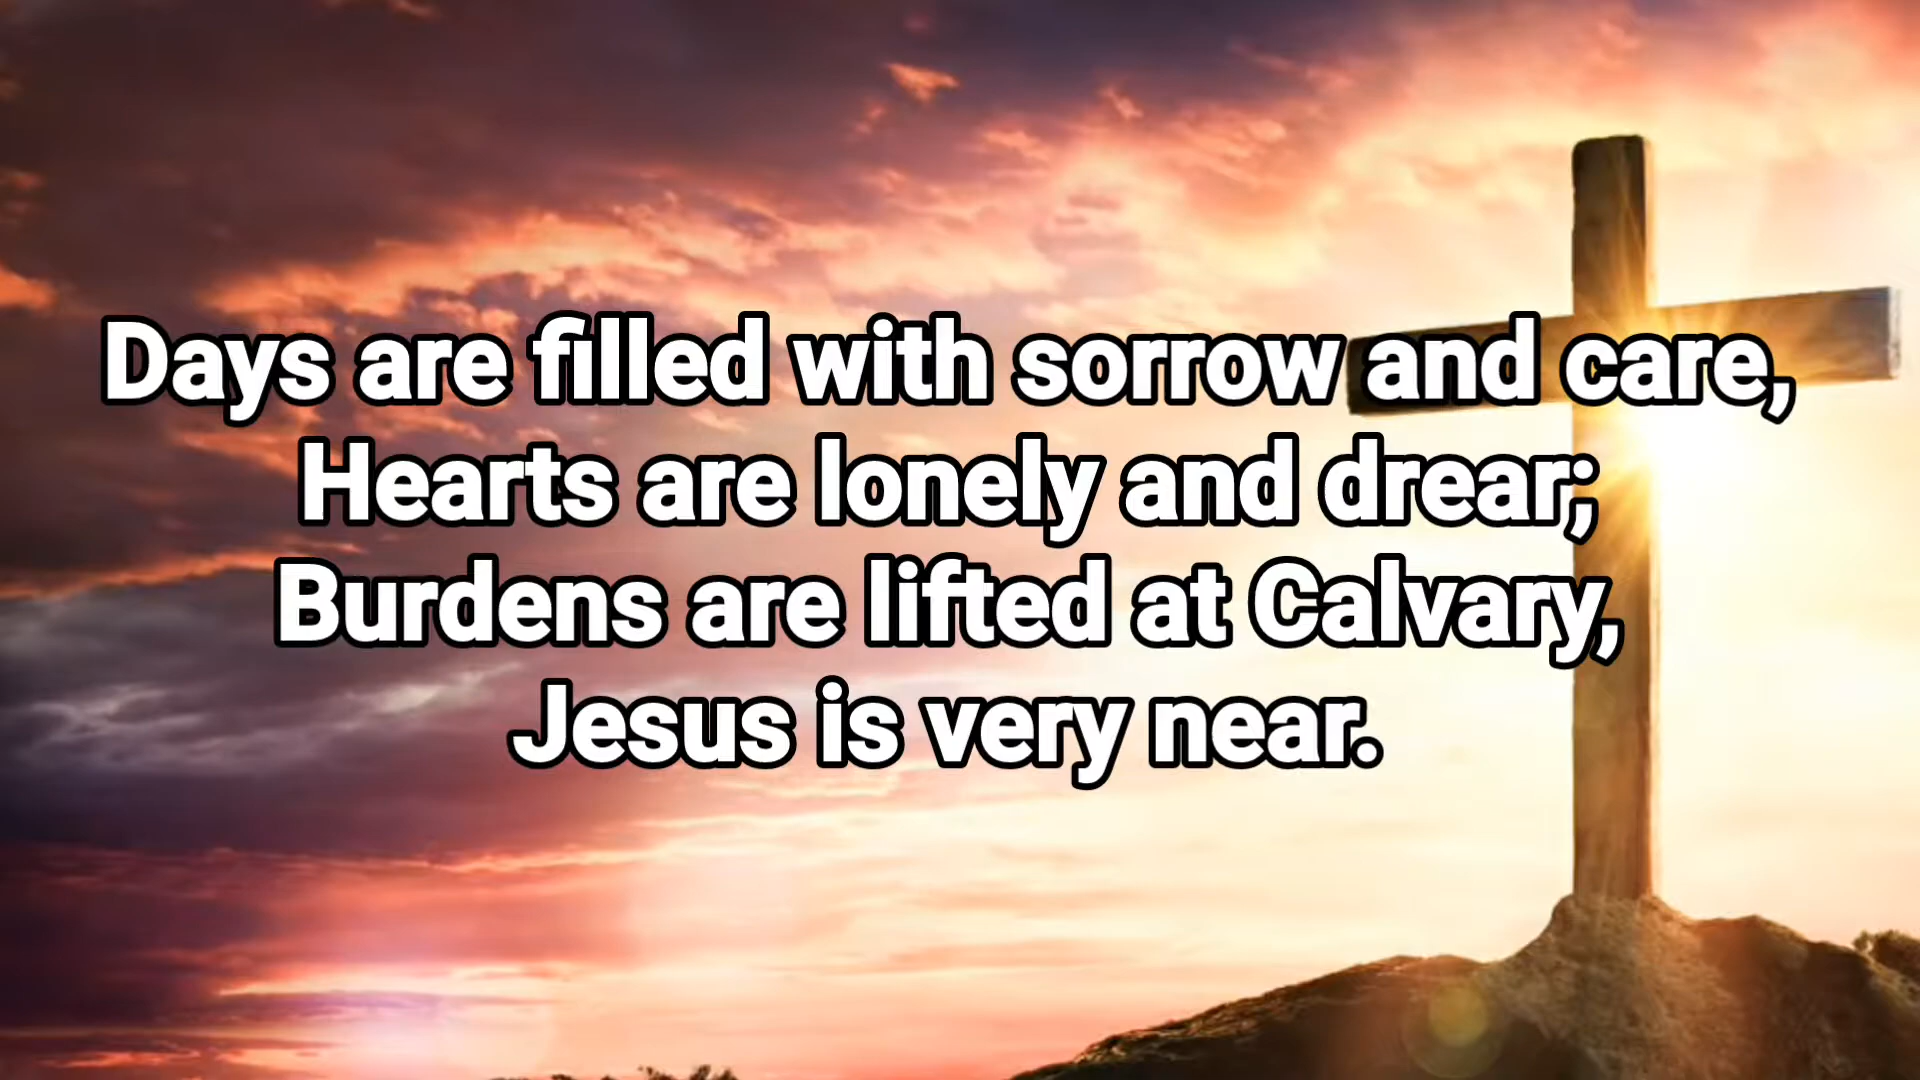 Days are filled with sorrow and care,
Hearts are lonely and drear;
Burdens are lifted at Calvary,
Jesus is very near.